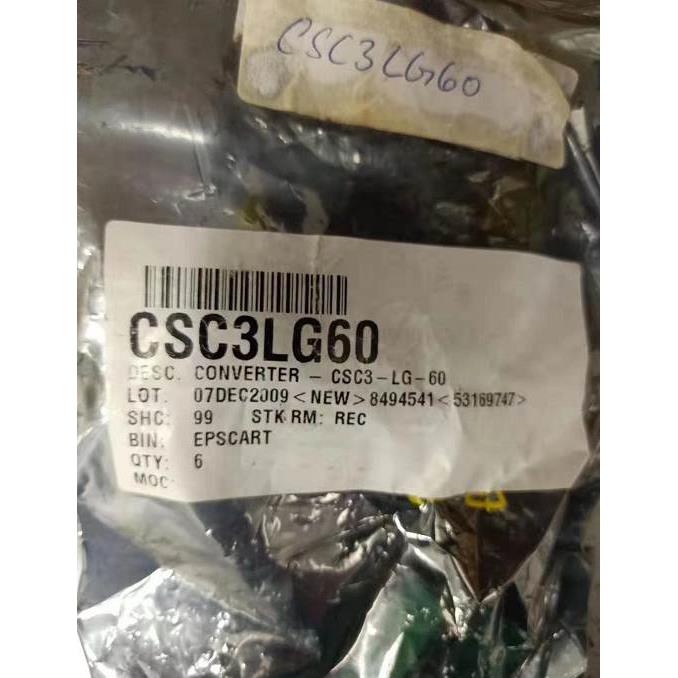 CSC3LG60
CSC3LG60
DESC. CONVERTER - CSC3-LG-60
LOT. 07DEC2009<NEW>8494541<53169747>
SHC: 99 STK RM: REC
BIN: EPSCART
QTY: 6
MOC: